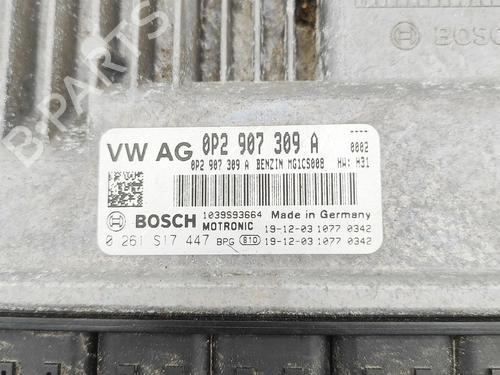 BOSCH
VW AG 0P2 907 309 A ----
0002
0P2 907 309 A BENZIN MG1CS008 HW: H31
BOSCH 1039S93664 Made in Germany
MOTRONIC 19-12-03 1077 0342
0 261 S17 447 BPG 810 19-12-03 1077 0342
B-PARTS